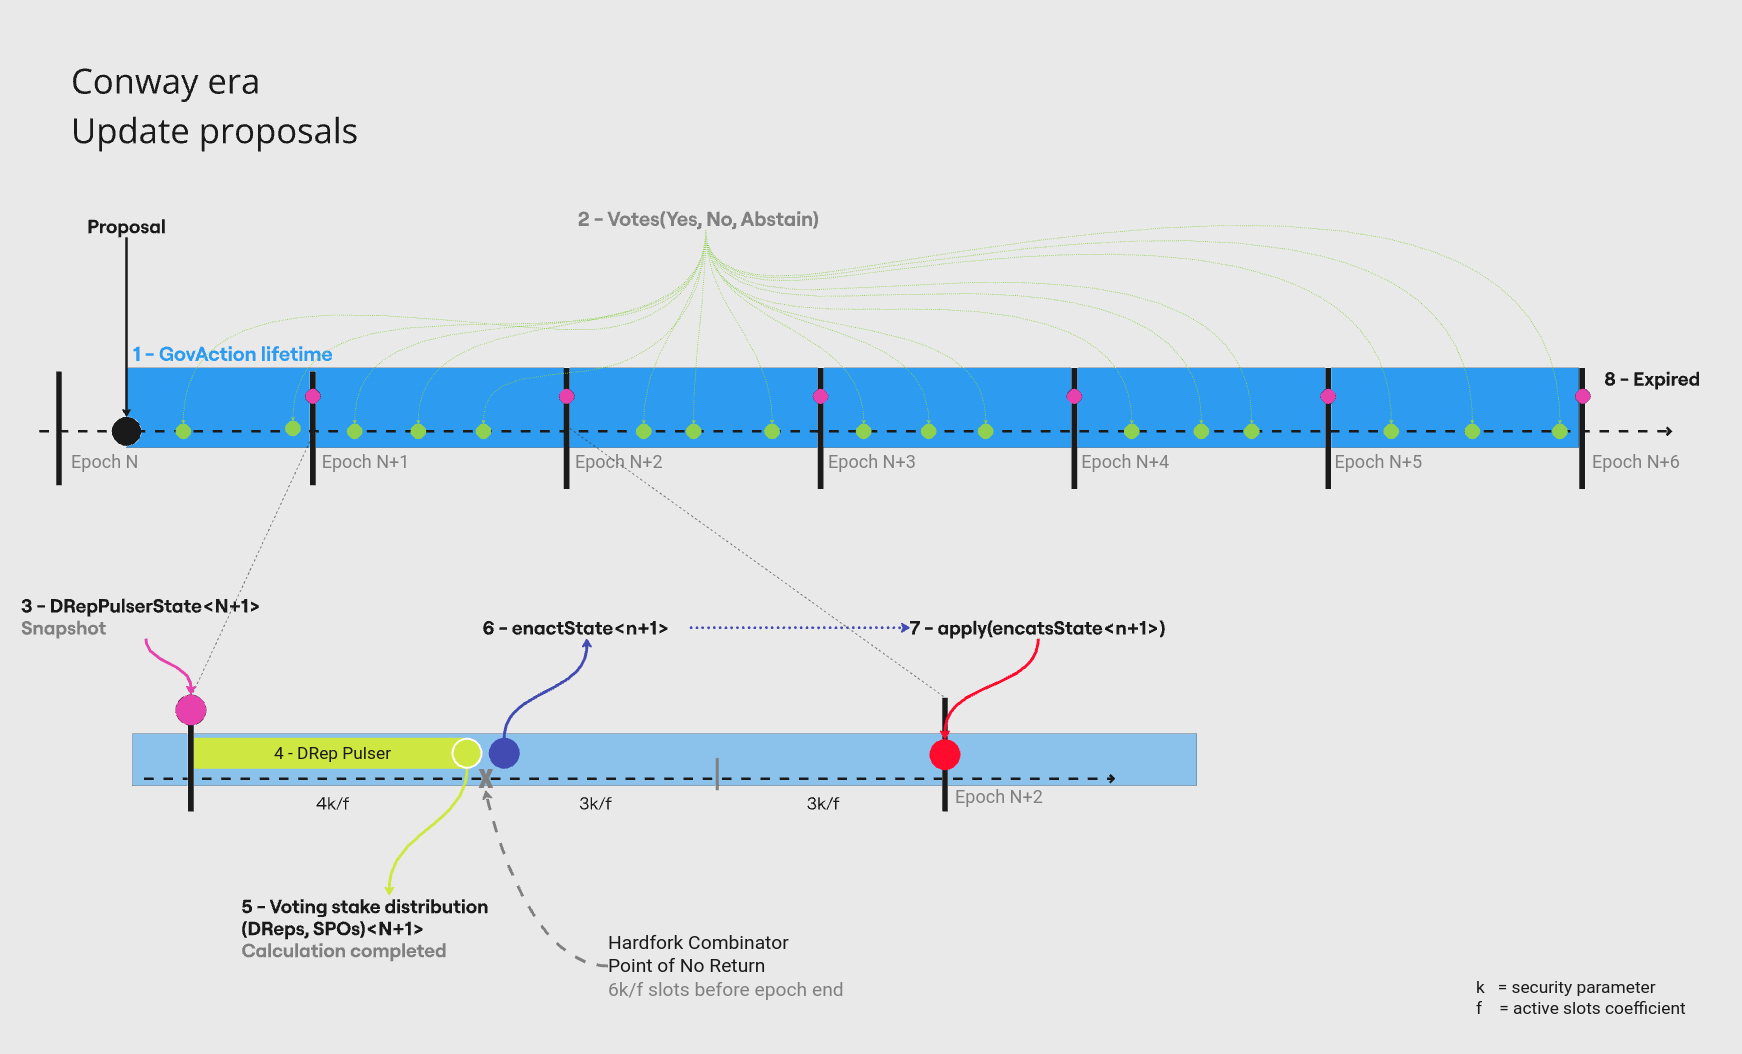 Conway era
Update proposals
Proposal
2 - Votes(Yes, No, Abstain)
1 - GovAction lifetime
8 - Expired
Epoch N
Epoch N+1
Epoch N+2
Epoch N+3
Epoch N+4
Epoch N+5
Epoch N+6
3 - DRepPulserState<N+1>
Snapshot
6 - enactState<n+1>
7 - apply(encatsState<n+1>)
4 - DRep Pulser
X
4k/f
3k/f
3k/f
Epoch N+2
5 - Voting stake distribution
(DReps, SPOs)<N+1>
Calculation completed
Hardfork Combinator
Point of No Return
6k/f slots before epoch end
k = security parameter
f = active slots coefficient